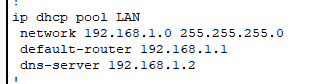 !
ip dhcp pool LAN
 network 192.168.1.0 255.255.255.0
 default-router 192.168.1.1
 dns-server 192.168.1.2
!